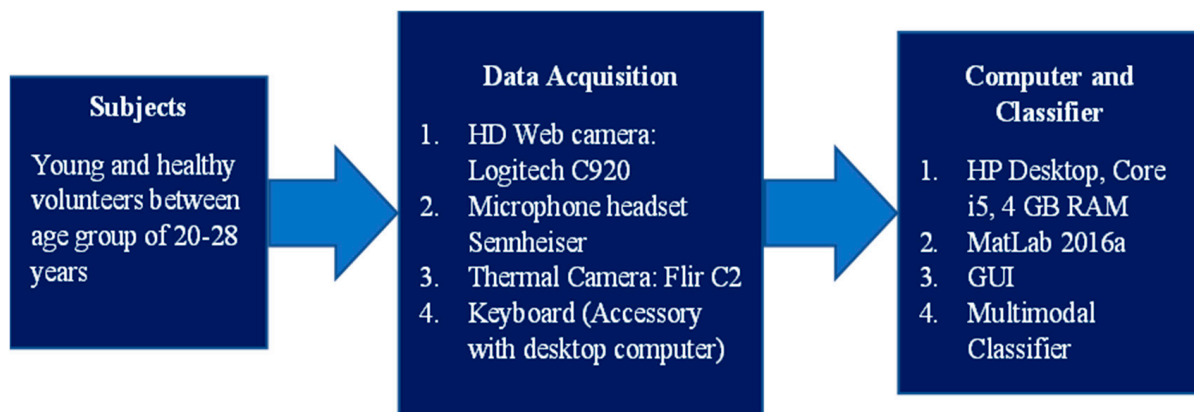 Subjects
Young and healthy
volunteers between
age group of 20-28
years
Data Acquisition
1. HD Web camera:
Logitech C920
2. Microphone headset
Sennheiser
3. Thermal Camera: Flir C2
4. Keyboard (Accessory
with desktop computer)
Computer and
Classifier
1. HP Desktop, Core
i5, 4 GB RAM
2. MatLab 2016a
3. GUI
4. Multimodal
Classifier